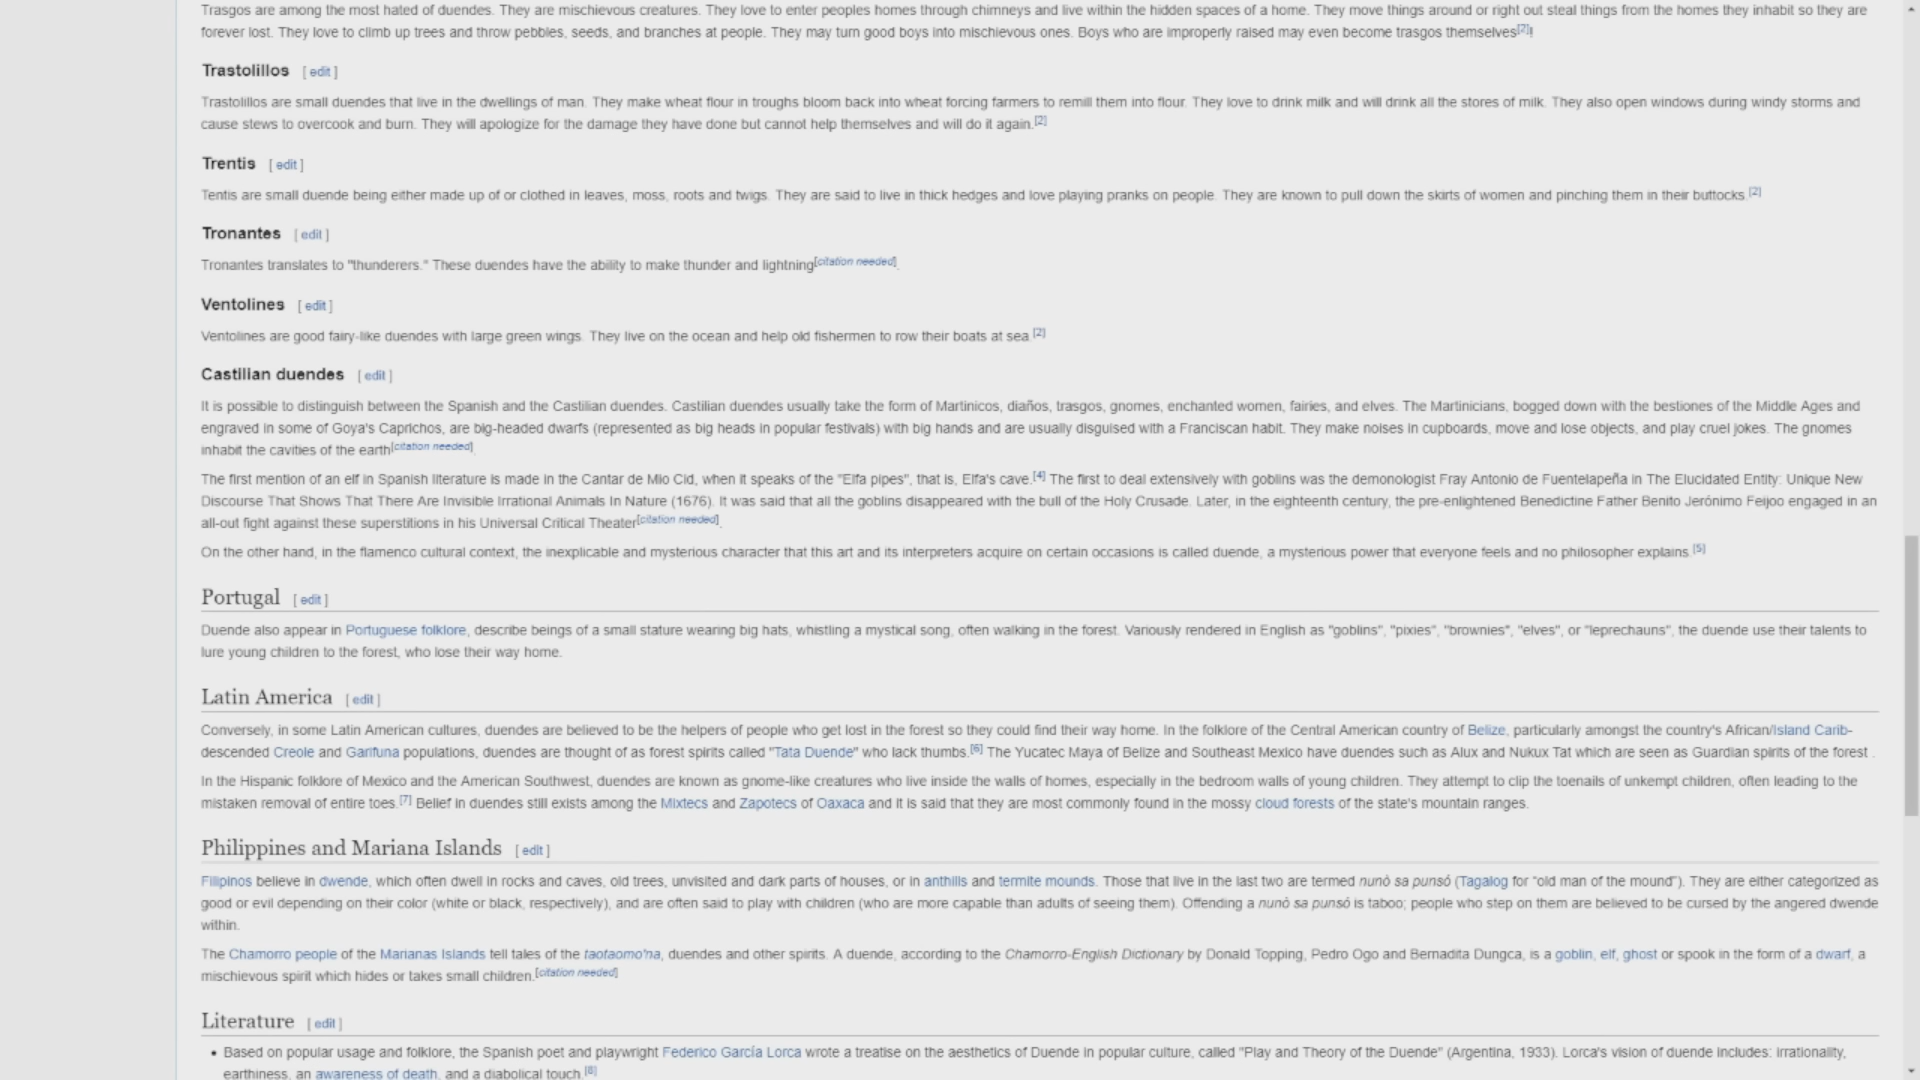 Trasgos are among the most hated of duendes. They are mischievous creatures. They love to enter peoples homes through chimneys and live within the hidden spaces of a home. They move things around or right out steal things from the homes they inhabit so they are
forever lost. They love to climb up trees and throw pebbles, seeds, and branches at people. They may turn good boys into mischievous ones. Boys who are improperly raised may even become trasgos themselves[2]!
Trastolillos [ edit ]
Trastolillos are small duendes that live in the dwellings of man. They make wheat flour in troughs bloom back into wheat forcing farmers to remill them into flour. They love to drink milk and will drink all the stores of milk. They also open windows during windy storms and
cause stews to overcook and burn. They will apologize for the damage they have done but cannot help themselves and will do it again.[2]
Trentis [ edit ]
Tentis are small duende being either made up of or clothed in leaves, moss, roots and twigs. They are said to live in thick hedges and love playing pranks on people. They are known to pull down the skirts of women and pinching them in their buttocks.[2]
Tronantes [ edit ]
Tronantes translates to "thunderers." These duendes have the ability to make thunder and lightning[citation needed].
Ventolines [ edit ]
Ventolines are good fairy-like duendes with large green wings. They live on the ocean and help old fishermen to row their boats at sea.[2]
Castilian duendes [ edit ]
It is possible to distinguish between the Spanish and the Castilian duendes. Castilian duendes usually take the form of Martinicos, diaños, trasgos, gnomes, enchanted women, fairies, and elves. The Martinicians, bogged down with the bestiones of the Middle Ages and
engraved in some of Goya's Caprichos, are big-headed dwarfs (represented as big heads in popular festivals) with big hands and are usually disguised with a Franciscan habit. They make noises in cupboards, move and lose objects, and play cruel jokes. The gnomes
inhabit the cavities of the earth[citation needed].
The first mention of an elf in Spanish literature is made in the Cantar de Mio Cid, when it speaks of the "Elfa pipes", that is, Elfa's cave.[4] The first to deal extensively with goblins was the demonologist Fray Antonio de Fuentelapeña in The Elucidated Entity: Unique New
Discourse That Shows That There Are Invisible Irrational Animals In Nature (1676). It was said that all the goblins disappeared with the bull of the Holy Crusade. Later, in the eighteenth century, the pre-enlightened Benedictine Father Benito Jerónimo Feijoo engaged in an
all-out fight against these superstitions in his Universal Critical Theater[citation needed].
On the other hand, in the flamenco cultural context, the inexplicable and mysterious character that this art and its interpreters acquire on certain occasions is called duende, a mysterious power that everyone feels and no philosopher explains.[5]
Portugal [ edit ]
Duende also appear in Portuguese folklore, describe beings of a small stature wearing big hats, whistling a mystical song, often walking in the forest. Variously rendered in English as "goblins", "pixies", "brownies", "elves", or "leprechauns", the duende use their talents to
lure young children to the forest, who lose their way home.
Latin America [ edit ]
Conversely, in some Latin American cultures, duendes are believed to be the helpers of people who get lost in the forest so they could find their way home. In the folklore of the Central American country of Belize, particularly amongst the country's African/Island Carib-
descended Creole and Garifuna populations, duendes are thought of as forest spirits called "Tata Duende" who lack thumbs.[6] The Yucatec Maya of Belize and Southeast Mexico have duendes such as Alux and Nukux Tat which are seen as Guardian spirits of the forest .
In the Hispanic folklore of Mexico and the American Southwest, duendes are known as gnome-like creatures who live inside the walls of homes, especially in the bedroom walls of young children. They attempt to clip the toenails of unkempt children, often leading to the
mistaken removal of entire toes.[7] Belief in duendes still exists among the Mixtecs and Zapotecs of Oaxaca and it is said that they are most commonly found in the mossy cloud forests of the state's mountain ranges.
Philippines and Mariana Islands [ edit ]
Filipinos believe in dwende, which often dwell in rocks and caves, old trees, unvisited and dark parts of houses, or in anthills and termite mounds. Those that live in the last two are termed nunò sa punsó (Tagalog for "old man of the mound"). They are either categorized as
good or evil depending on their color (white or black, respectively), and are often said to play with children (who are more capable than adults of seeing them). Offending a nunò sa punsó is taboo; people who step on them are believed to be cursed by the angered dwende
within.
The Chamorro people of the Marianas Islands tell tales of the taotaomo'na, duendes and other spirits. A duende, according to the Chamorro-English Dictionary by Donald Topping, Pedro Ogo and Bernadita Dungca, is a goblin, elf, ghost or spook in the form of a dwarf, a
mischievous spirit which hides or takes small children.[citation needed]
Literature [ edit ]
• Based on popular usage and folklore, the Spanish poet and playwright Federico García Lorca wrote a treatise on the aesthetics of Duende in popular culture, called "Play and Theory of the Duende" (Argentina, 1933). Lorca's vision of duende includes: irrationality,
earthiness, an awareness of death, and a diabolical touch.[8]